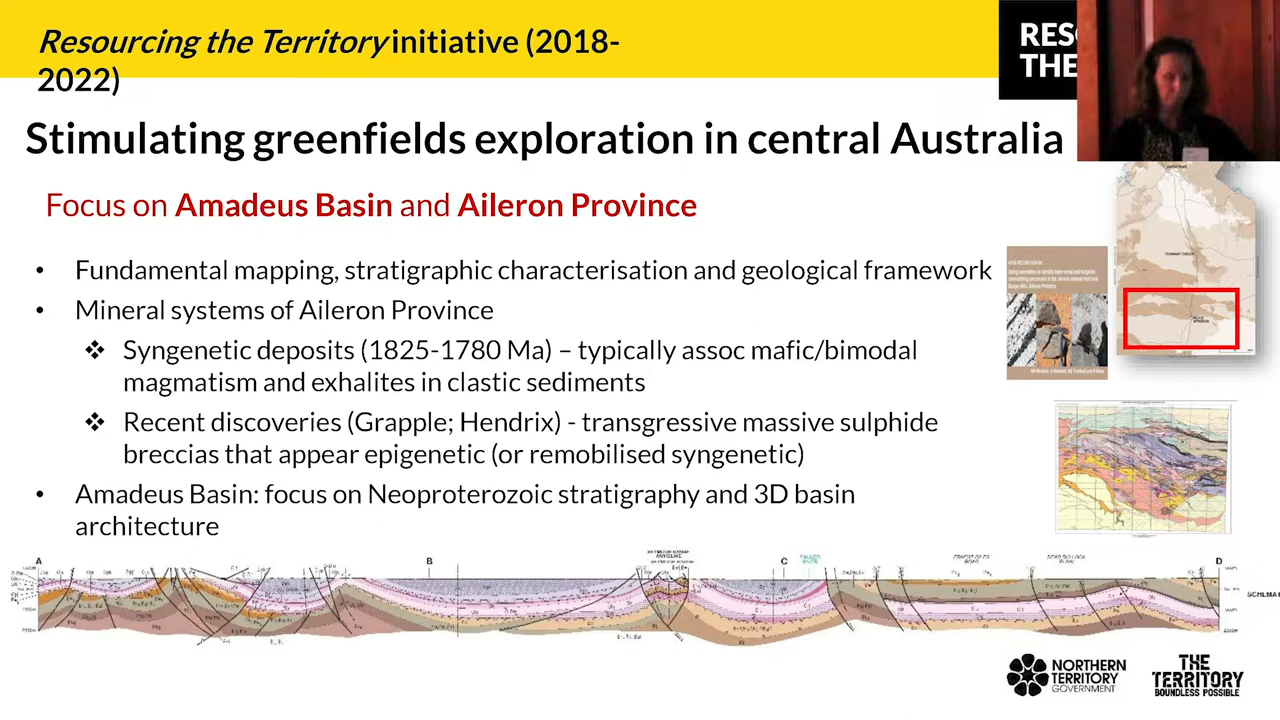 Resourcing the Territory initiative (2018-
2022)
RES
THE
Stimulating greenfields exploration in central Australia
Focus on Amadeus Basin and Aileron Province
• Fundamental mapping, stratigraphic characterisation and geological framework
• Mineral systems of Aileron Province
❖ Syngenetic deposits (1825-1780 Ma) – typically assoc mafic/bimodal
magmatism and exhalites in clastic sediments
❖ Recent discoveries (Grapple; Hendrix) - transgressive massive sulphide
breccias that appear epigenetic (or remobilised syngenetic)
• Amadeus Basin: focus on Neoproterozoic stratigraphy and 3D basin
architecture
TENNANT CREEK
ALICE
SPRINGS
A
B
C
D
NORTHERN
TERRITORY
GOVERNMENT
THE
TERRITORY
BOUNDLESS POSSIBLE